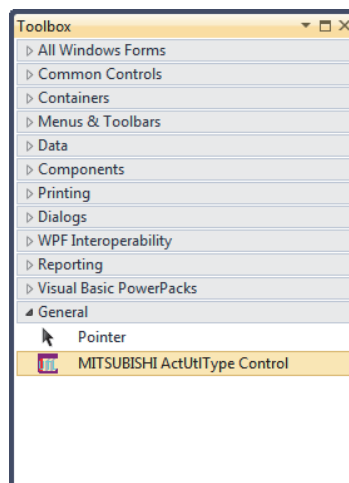 Toolbox
All Windows Forms
Common Controls
Containers
Menus & Toolbars
Data
Components
Printing
Dialogs
WPF Interoperability
Reporting
Visual Basic PowerPacks
General
Pointer
MITSUBISHI ActUtlType Control